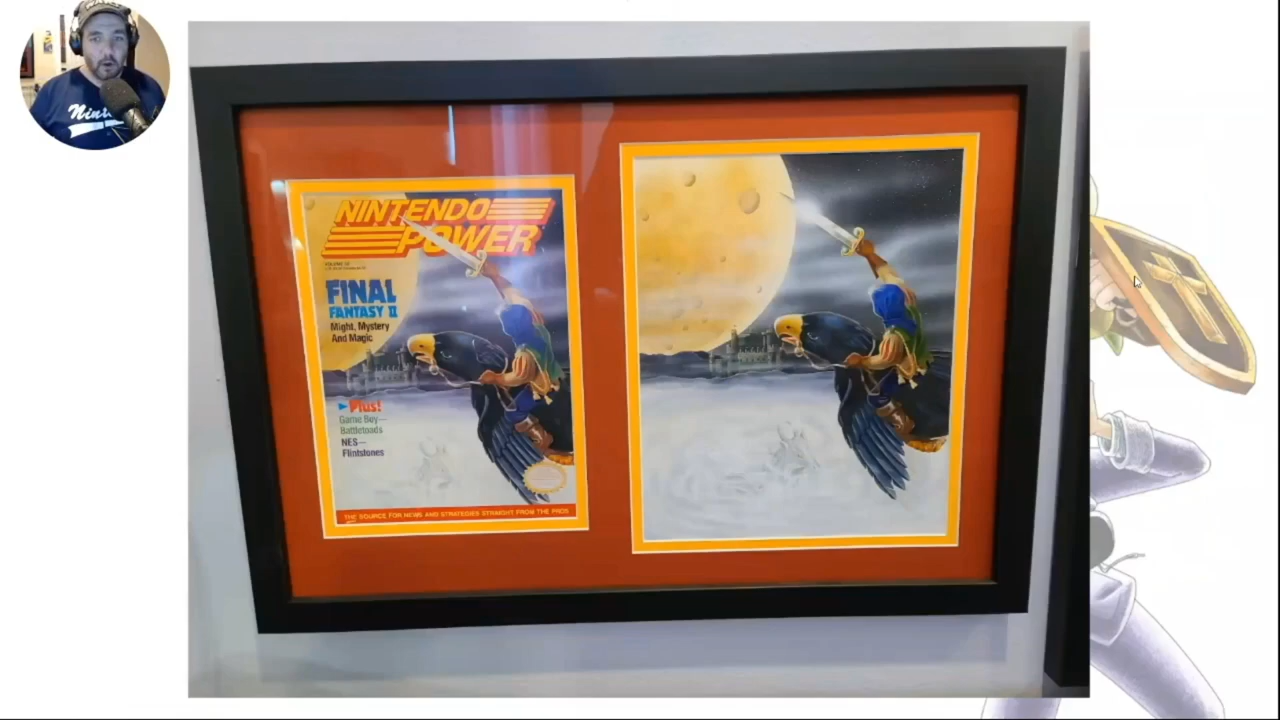 Nin
NINTENDO
POWER
FINAL
FANTASY II
Might, Mystery
And Magic
Plus!
Game Boy—
Battletoads
NES—
Flintstones
THE SOURCE FOR NEWS AND STRATEGIES STRAIGHT FROM THE PROS